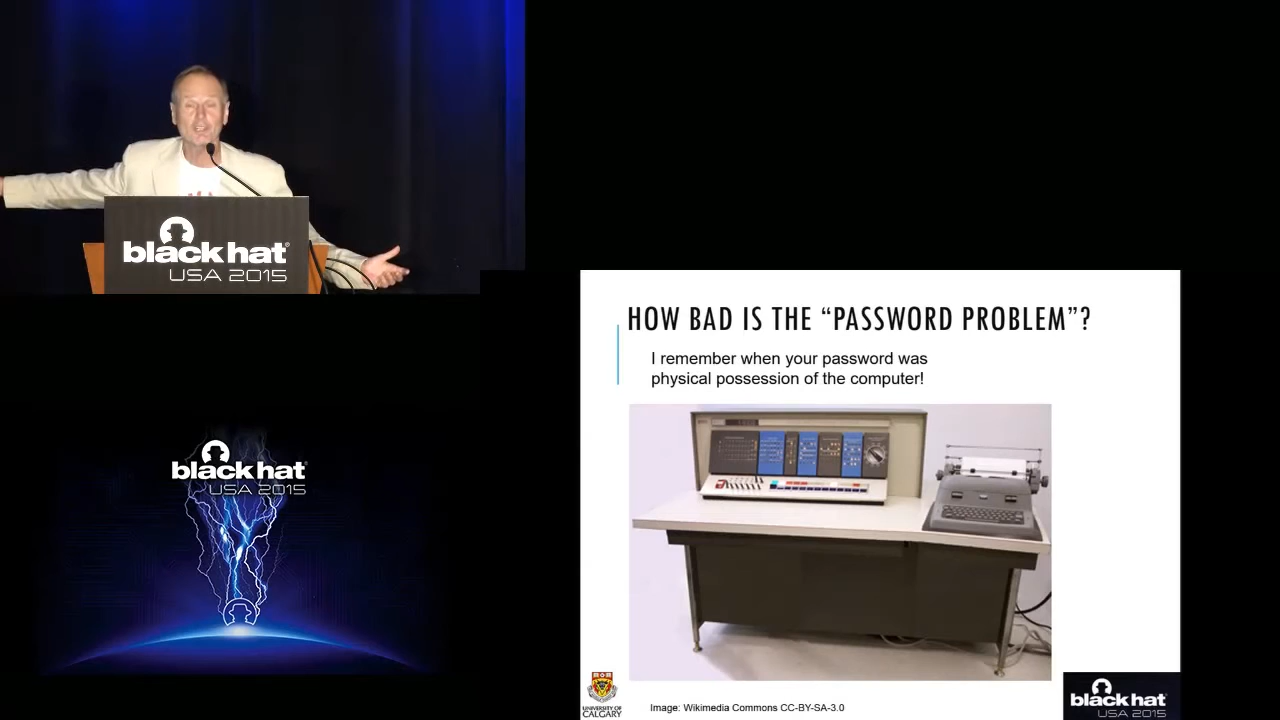 black hat
USA 2015
HOW BAD IS THE “PASSWORD PROBLEM”?
I remember when your password was
physical possession of the computer!
black hat
USA 2015
UNIVERSITY OF
CALGARY
Image: Wikimedia Commons CC-BY-SA-3.0
black hat
USA 2015